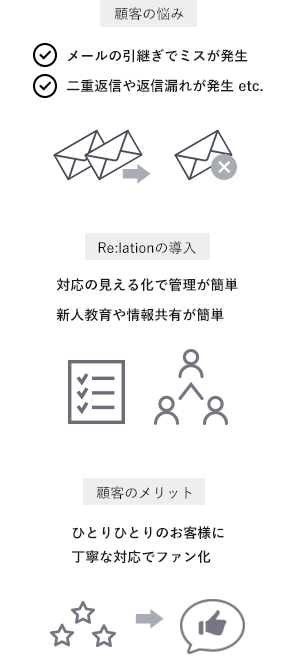 顧客の悩み
メールの引継ぎでミスが発生
二重返信や返信漏れが発生 etc.
Re:lationの導入
対応の見える化で管理が簡単
新人教育や情報共有が簡単
顧客のメリット
ひとりひとりのお客様に
丁寧な対応でファン化